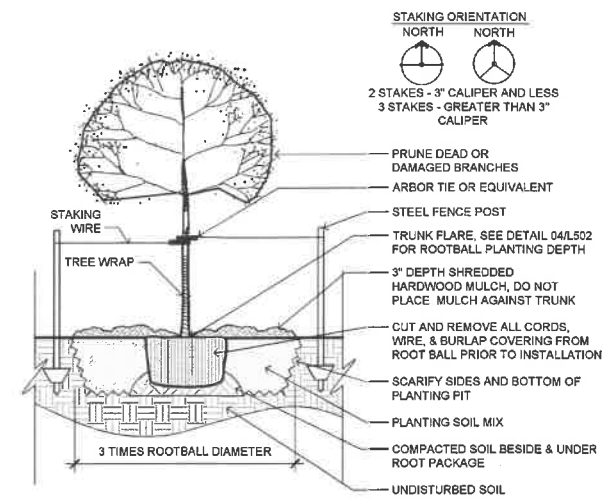 STAKING ORIENTATION
NORTH NORTH
2 STAKES - 3" CALIPER AND LESS
3 STAKES - GREATER THAN 3"
CALIPER
PRUNE DEAD OR
DAMAGED BRANCHES
ARBOR TIE OR EQUIVALENT
STEEL FENCE POST
STAKING
WIRE
TRUNK FLARE, SEE DETAIL 04/L502
FOR ROOTBALL PLANTING DEPTH
TREE WRAP
3" DEPTH SHREDDED
HARDWOOD MULCH, DO NOT
PLACE MULCH AGAINST TRUNK
CUT AND REMOVE ALL CORDS,
WIRE, & BURLAP COVERING FROM
ROOT BALL PRIOR TO INSTALLATION
SCARIFY SIDES AND BOTTOM OF
PLANTING PIT
PLANTING SOIL MIX
COMPACTED SOIL BESIDE & UNDER
ROOT PACKAGE
3 TIMES ROOTBALL DIAMETER
UNDISTURBED SOIL